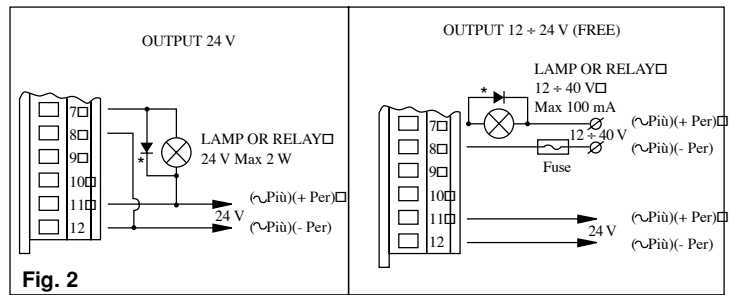 OUTPUT 24 V
7□
8□
9□
10□
11□
12
*
LAMP OR RELAY□
24 V Max 2 W
(∿Più)(+ Per)□
24 V
(∿Più)(- Per)
Fig. 2
OUTPUT 12 ÷ 24 V (FREE)
LAMP OR RELAY□
12 ÷ 40 V□
Max 100 mA
*
7□
8□
9□
10□
11□
12
(∿Più)(+ Per)□
12 ÷ 40 V
(∿Più)(- Per)
Fuse
(∿Più)(+ Per)□
24 V
(∿Più)(- Per)